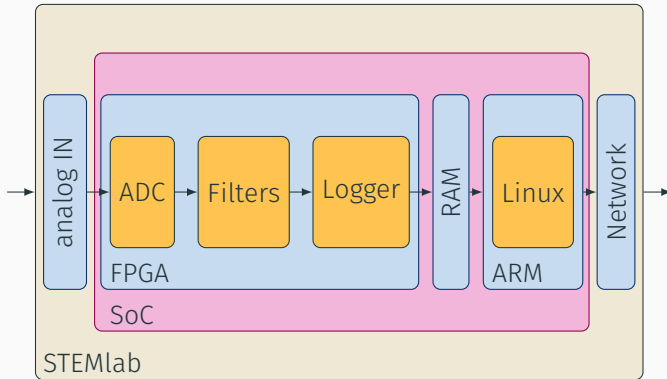 analog IN
ADC
Filters
Logger
FPGA
RAM
Linux
ARM
Network
SoC
STEMlab